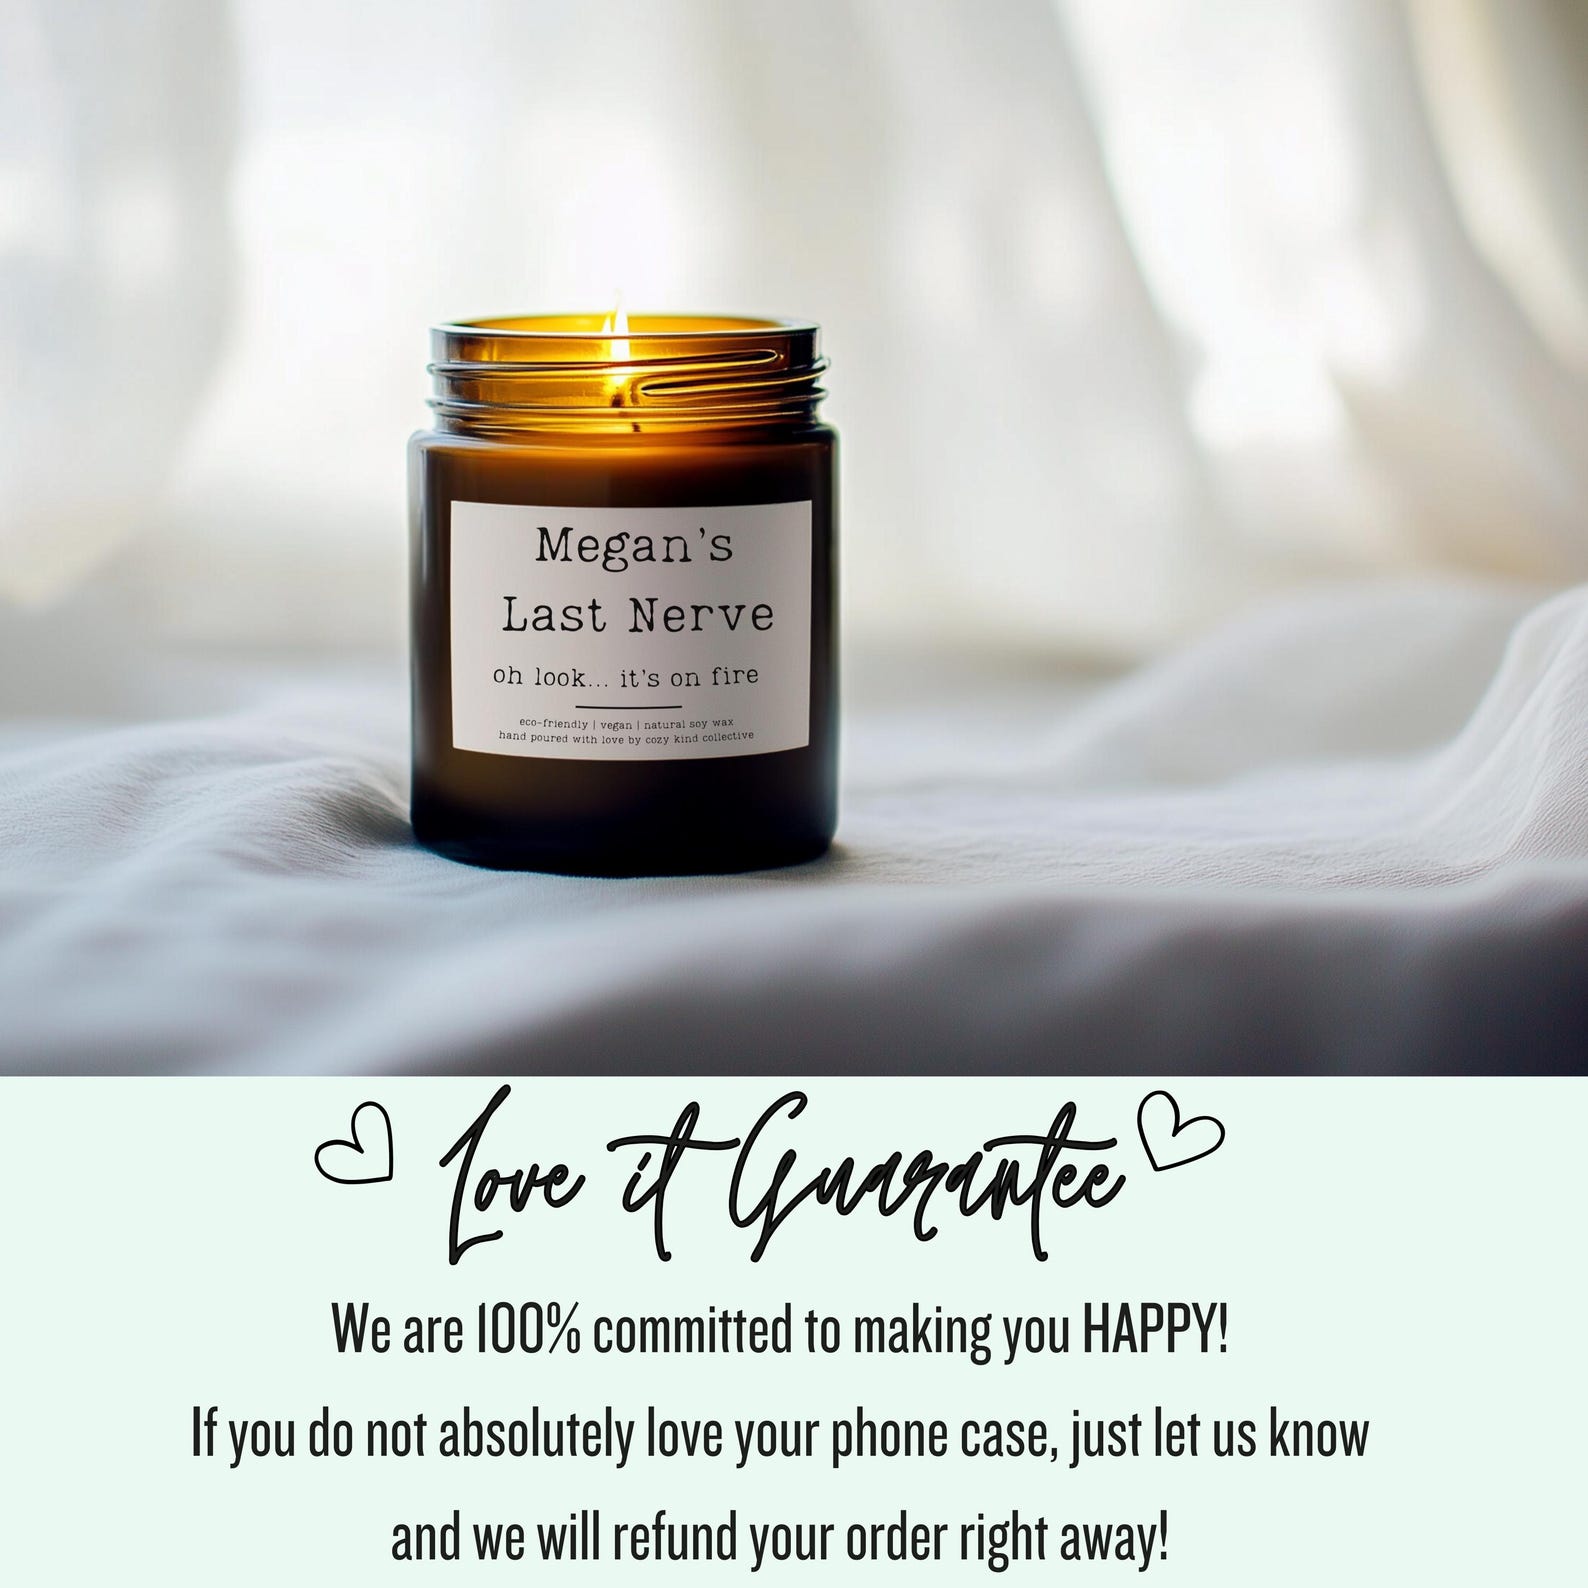 Megan's
Last Nerve
oh look... it's on fire
eco-friendly | vegan | natural soy wax
hand poured with love by cozy kind collective
Love it Guarantee
We are 100% committed to making you HAPPY!
If you do not absolutely love your phone case, just let us know
and we will refund your order right away!